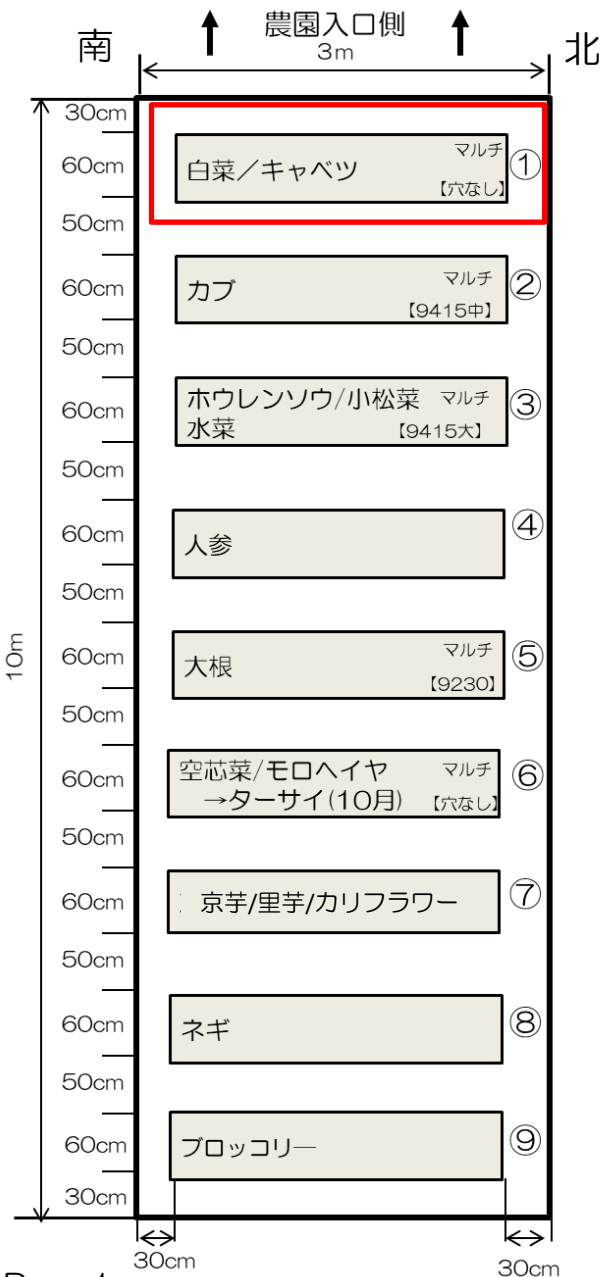 農園入口側
南
北
3m
30cm
60cm
白菜／キャベツ
マルチ
【穴なし】
①
50cm
60cm
カブ
マルチ
【9415中】
②
50cm
60cm
ホウレンソウ/小松菜
水菜
マルチ
【9415大】
③
50cm
60cm
人参
④
50cm
10m
60cm
大根
マルチ
【9230】
⑤
50cm
60cm
空芯菜/モロヘイヤ
→ターサイ(10月)
マルチ
【穴なし】
⑥
50cm
60cm
京芋/里芋/カリフラワー
⑦
50cm
60cm
ネギ
⑧
50cm
60cm
ブロッコリー
⑨
30cm
30cm
30cm